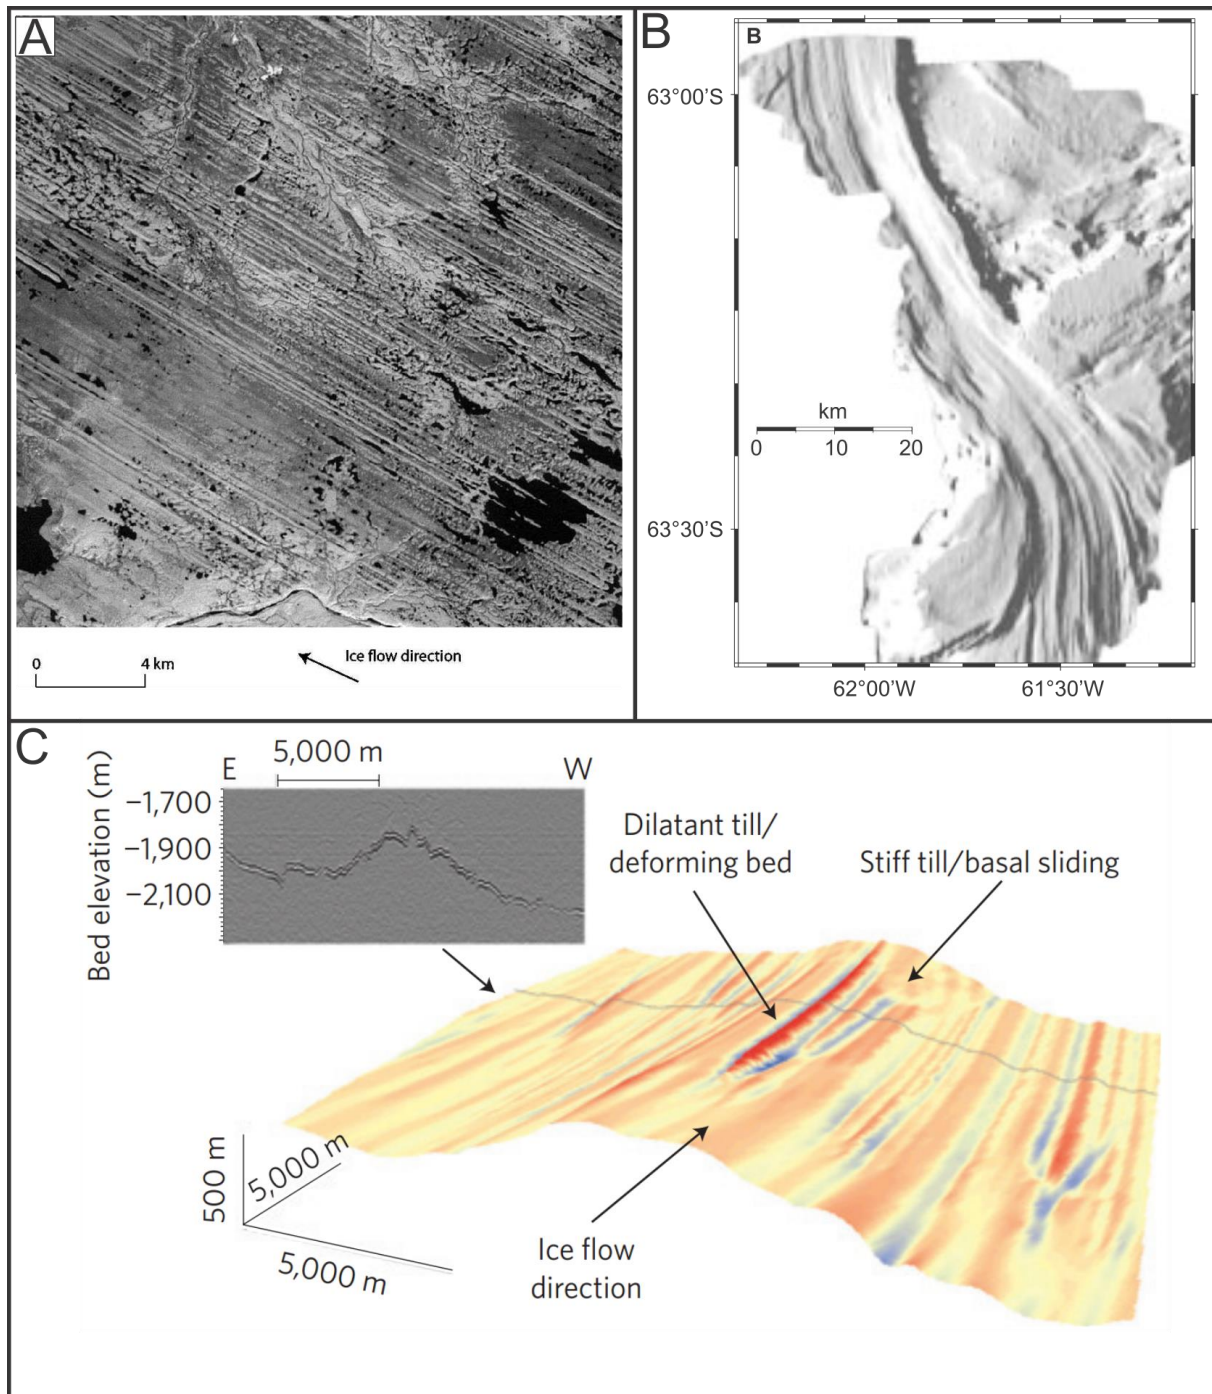 A
0
4 km
Ice flow direction
B
B
63°00'S
km
0
10
20
63°30'S
62°00'W
61°30'W
C
5,000 m
E
W
Bed elevation (m)
−1,700
−1,900
−2,100
Dilatant till/
deforming bed
Stiff till/basal sliding
500 m
5,000 m
5,000 m
Ice flow
direction